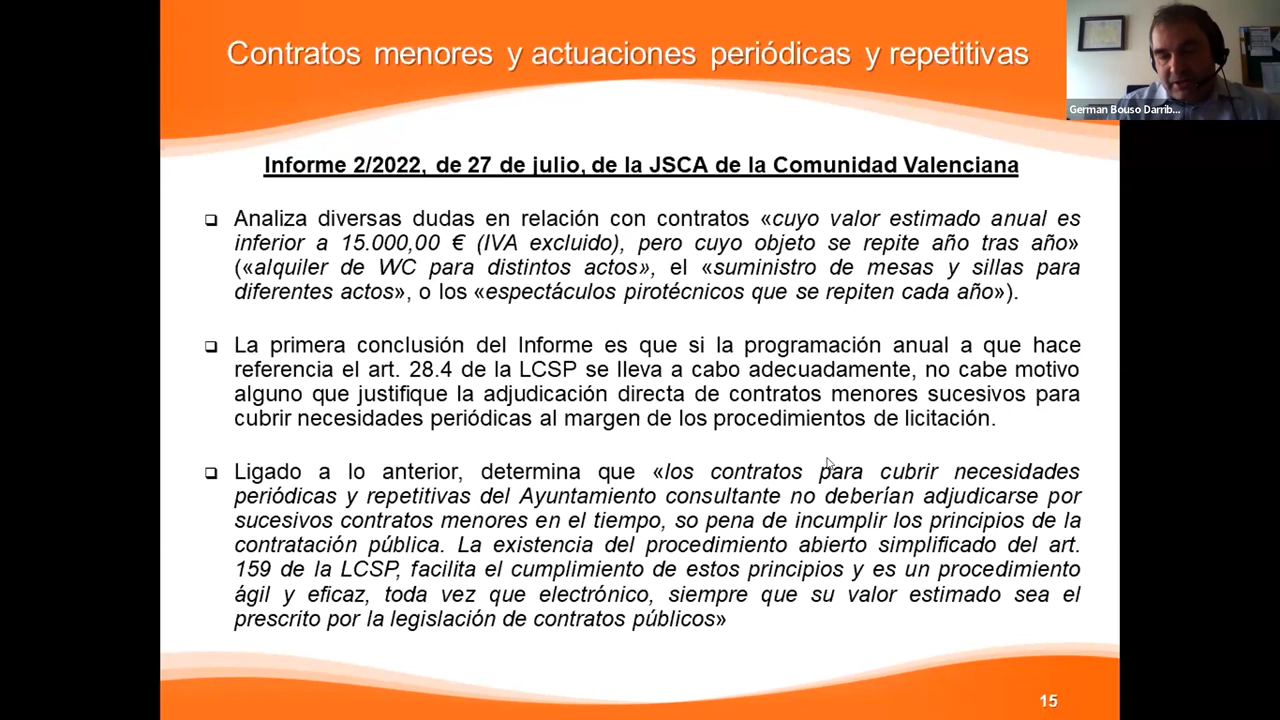 Contratos menores y actuaciones periódicas y repetitivas
German Bouso Darrib...
Informe 2/2022, de 27 de julio, de la JSCA de la Comunidad Valenciana
Analiza diversas dudas en relación con contratos «cuyo valor estimado anual es
inferior a 15.000,00 € (IVA excluido), pero cuyo objeto se repite año tras año»
(«alquiler de WC para distintos actos», el «suministro de mesas y sillas para
diferentes actos», o los «espectáculos pirotécnicos que se repiten cada año»).
La primera conclusión del Informe es que si la programación anual a que hace
referencia el art. 28.4 de la LCSP se lleva a cabo adecuadamente, no cabe motivo
alguno que justifique la adjudicación directa de contratos menores sucesivos para
cubrir necesidades periódicas al margen de los procedimientos de licitación.
Ligado a lo anterior, determina que «los contratos para cubrir necesidades
periódicas y repetitivas del Ayuntamiento consultante no deberían adjudicarse por
sucesivos contratos menores en el tiempo, so pena de incumplir los principios de la
contratación pública. La existencia del procedimiento abierto simplificado del art.
159 de la LCSP, facilita el cumplimiento de estos principios y es un procedimiento
ágil y eficaz, toda vez que electrónico, siempre que su valor estimado sea el
prescrito por la legislación de contratos públicos»
15